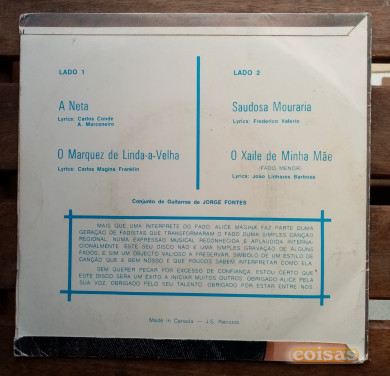 LADO 1
A Neta
Lyrics: Carlos Conde
A. Marceneiro
O Marquez de Linda-a-Velha
Lyrics: Carlos Magina Franklin
LADO 2
Saudosa Mouraria
Lyrics: Frederico Valerio
O Xaile de Minha Mãe
(FADO MENOR)
Lyrics: João Linhares Barbosa
Conjunto de Guitarras de JORGE FONTES
MAIS QUE UMA INTERPRETE DO FADO, ALICE MAGINA FAZ PARTE DUMA
GERAÇÃO DE FADISTAS QUE TRANSFORMARAM O FADO DUMA SIMPLES CANÇÃO
REGIONAL, NUMA EXPRESSÃO MUSICAL RECONHECIDA E APLAUDIDA INTERNA-
CIONALMENTE. ESTE SEU DISCO NÃO É UMA SIMPLES GRAVAÇÃO DE ALGUNS
FADOS, E SIM UM OBJECTO VALIOSO A PRESERVAR, SIMBOLO DE UM ESTILO DE
CANÇÃO QUE É BEM NOSSO E QUE POUCOS SABEM INTERPRETAR COMO ELA.
SEM QUERER PECAR POR EXCESSO DE CONFIANÇA, ESTOU CERTO QUE
ESTE DISCO SERÁ UM EXITO A INICIAR MUITOS OUTROS. OBRIGADO ALICE PELA
SUA VOZ. OBRIGADO PELO SEU TALENTO. OBRIGADO POR ESTAR ENTRE NÓS.
Made in Canada — J.S. Records
coisas